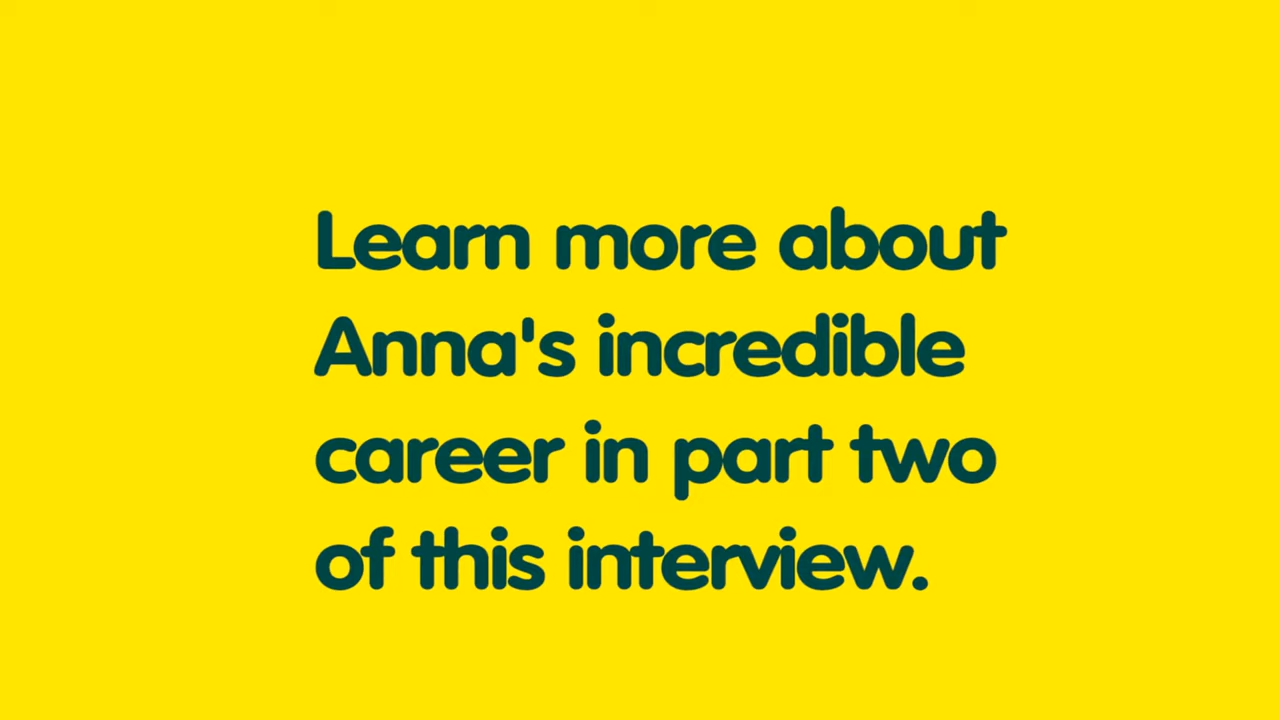 Learn more about
Anna's incredible
career in part two
of this interview.